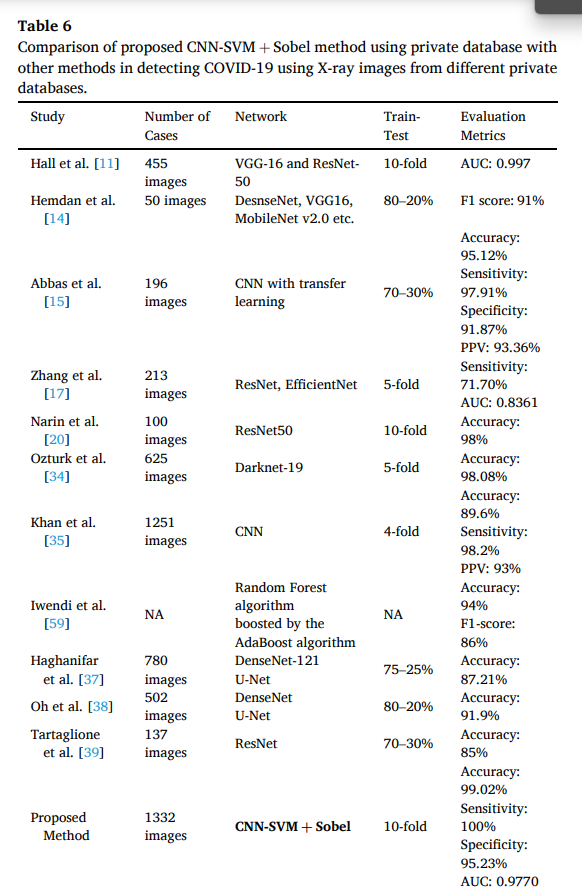 Table 6
Comparison of proposed CNN-SVM + Sobel method using private database with
other methods in detecting COVID-19 using X-ray images from different private
databases.
Study Number of Cases Network Train-Test Evaluation Metrics
Hall et al. [11] 455 images VGG-16 and ResNet-50 10-fold AUC: 0.997
Hemdan et al. [14] 50 images DesnseNet, VGG16, MobileNet v2.0 etc. 80–20% F1 score: 91%
Abbas et al. [15] 196 images CNN with transfer learning 70–30% Accuracy: 95.12% Sensitivity: 97.91% Specificity: 91.87% PPV: 93.36%
Zhang et al. [17] 213 images ResNet, EfficientNet 5-fold Sensitivity: 71.70% AUC: 0.8361
Narin et al. [20] 100 images ResNet50 10-fold Accuracy: 98%
Ozturk et al. [34] 625 images Darknet-19 5-fold Accuracy: 98.08%
Khan et al. [35] 1251 images CNN 4-fold Accuracy: 89.6% Sensitivity: 98.2% PPV: 93%
Iwendi et al. [59] NA Random Forest algorithm boosted by the AdaBoost algorithm NA Accuracy: 94% F1-score: 86%
Haghanifar et al. [37] 780 images DenseNet-121 U-Net 75–25% Accuracy: 87.21%
Oh et al. [38] 502 images DenseNet U-Net 80–20% Accuracy: 91.9%
Tartaglione et al. [39] 137 images ResNet 70–30% Accuracy: 85%
Proposed Method 1332 images CNN-SVM + Sobel 10-fold Accuracy: 99.02% Sensitivity: 100% Specificity: 95.23% AUC: 0.9770